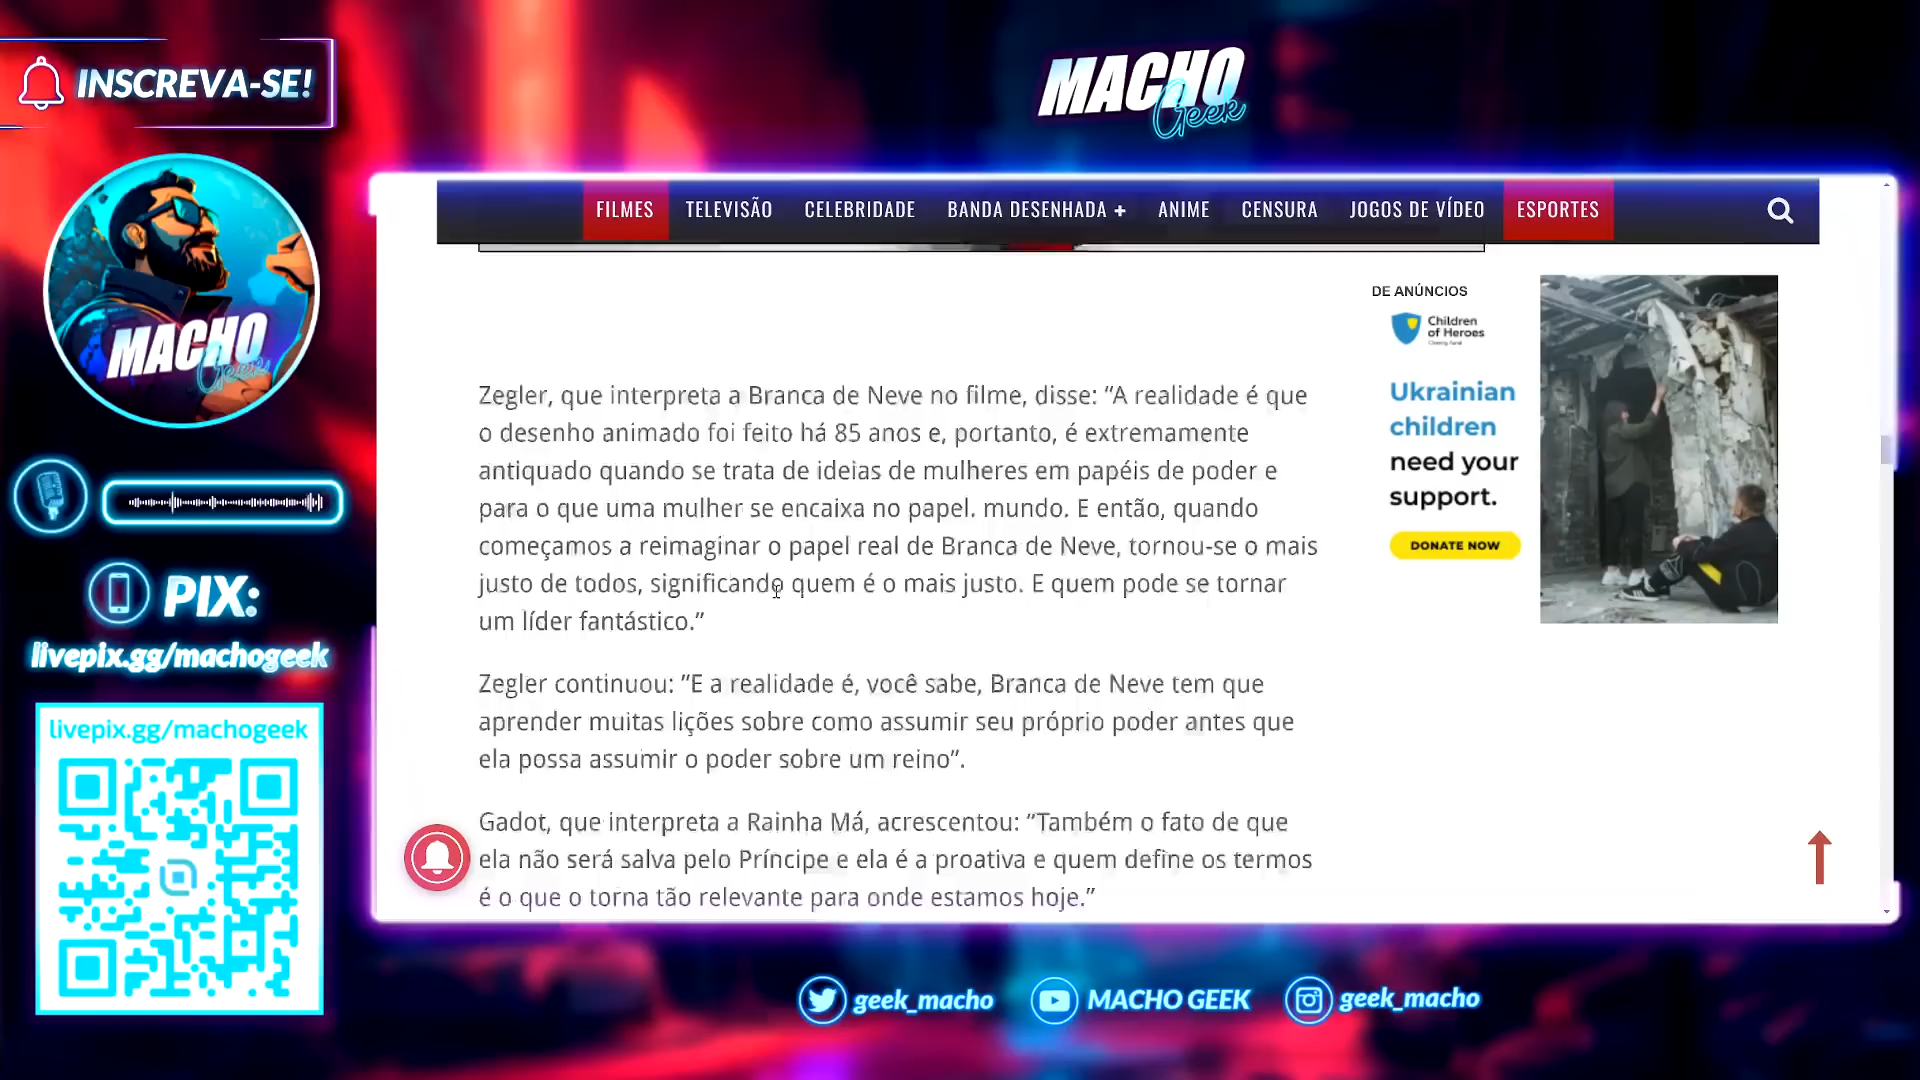 INSCREVA-SE!
MACHO
Geek
MACHO
Geek
PIX:
livepix.gg/machogeek
livepix.gg/machogeek
FILMES TELEVISÃO CELEBRIDADE BANDA DESENHADA + ANIME CENSURA JOGOS DE VÍDEO ESPORTES
Zegler, que interpreta a Branca de Neve no filme, disse: “A realidade é que
o desenho animado foi feito há 85 anos e, portanto, é extremamente
antiquado quando se trata de ideias de mulheres em papéis de poder e
para o que uma mulher se encaixa no papel. mundo. E então, quando
começamos a reimaginar o papel real de Branca de Neve, tornou-se o mais
justo de todos, significando quem é o mais justo. E quem pode se tornar
um líder fantástico.”
Zegler continuou: “E a realidade é, você sabe, Branca de Neve tem que
aprender muitas lições sobre como assumir seu próprio poder antes que
ela possa assumir o poder sobre um reino”.
Gadot, que interpreta a Rainha Má, acrescentou: “Também o fato de que
ela não será salva pelo Príncipe e ela é a proativa e quem define os termos
é o que o torna tão relevante para onde estamos hoje.”
DE ANÚNCIOS
Children
of Heroes
Ukrainian
children
need your
support.
DONATE NOW
geek_macho MACHO GEEK geek_macho